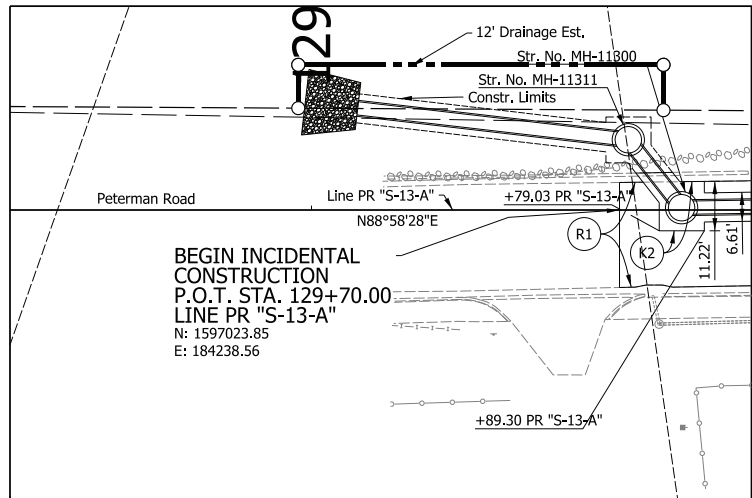 129
12' Drainage Est.
Str. No. MH-11300
Str. No. MH-11311
Constr. Limits
Peterman Road
Line PR "S-13-A"
+79.03 PR "S-13-A"
N88°58'28"E
R1
K2
11.22'
6.61'
BEGIN INCIDENTAL
CONSTRUCTION
P.O.T. STA. 129+70.00
LINE PR "S-13-A"
N: 1597023.85
E: 184238.56
+89.30 PR "S-13-A"